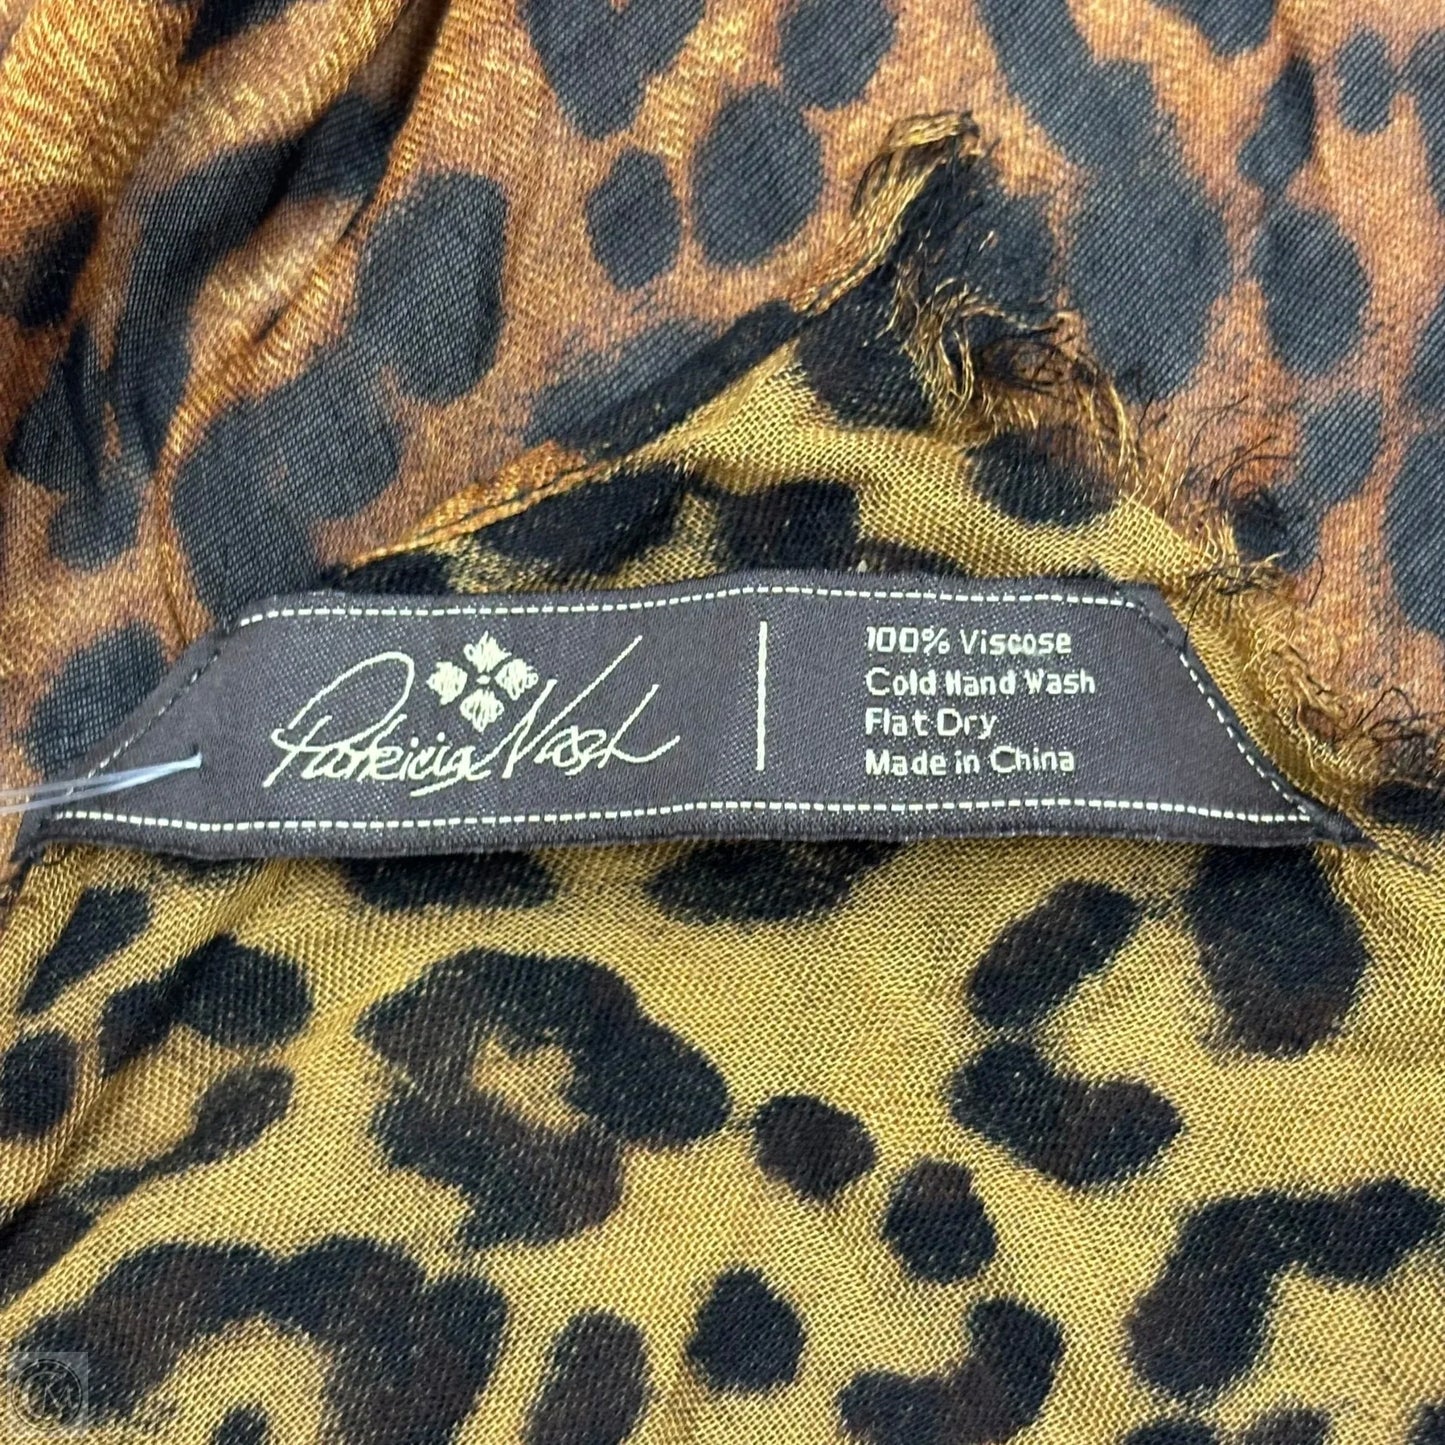 Patricia Nash
100% Viscose
Cold Hand Wash
Flat Dry
Made in China